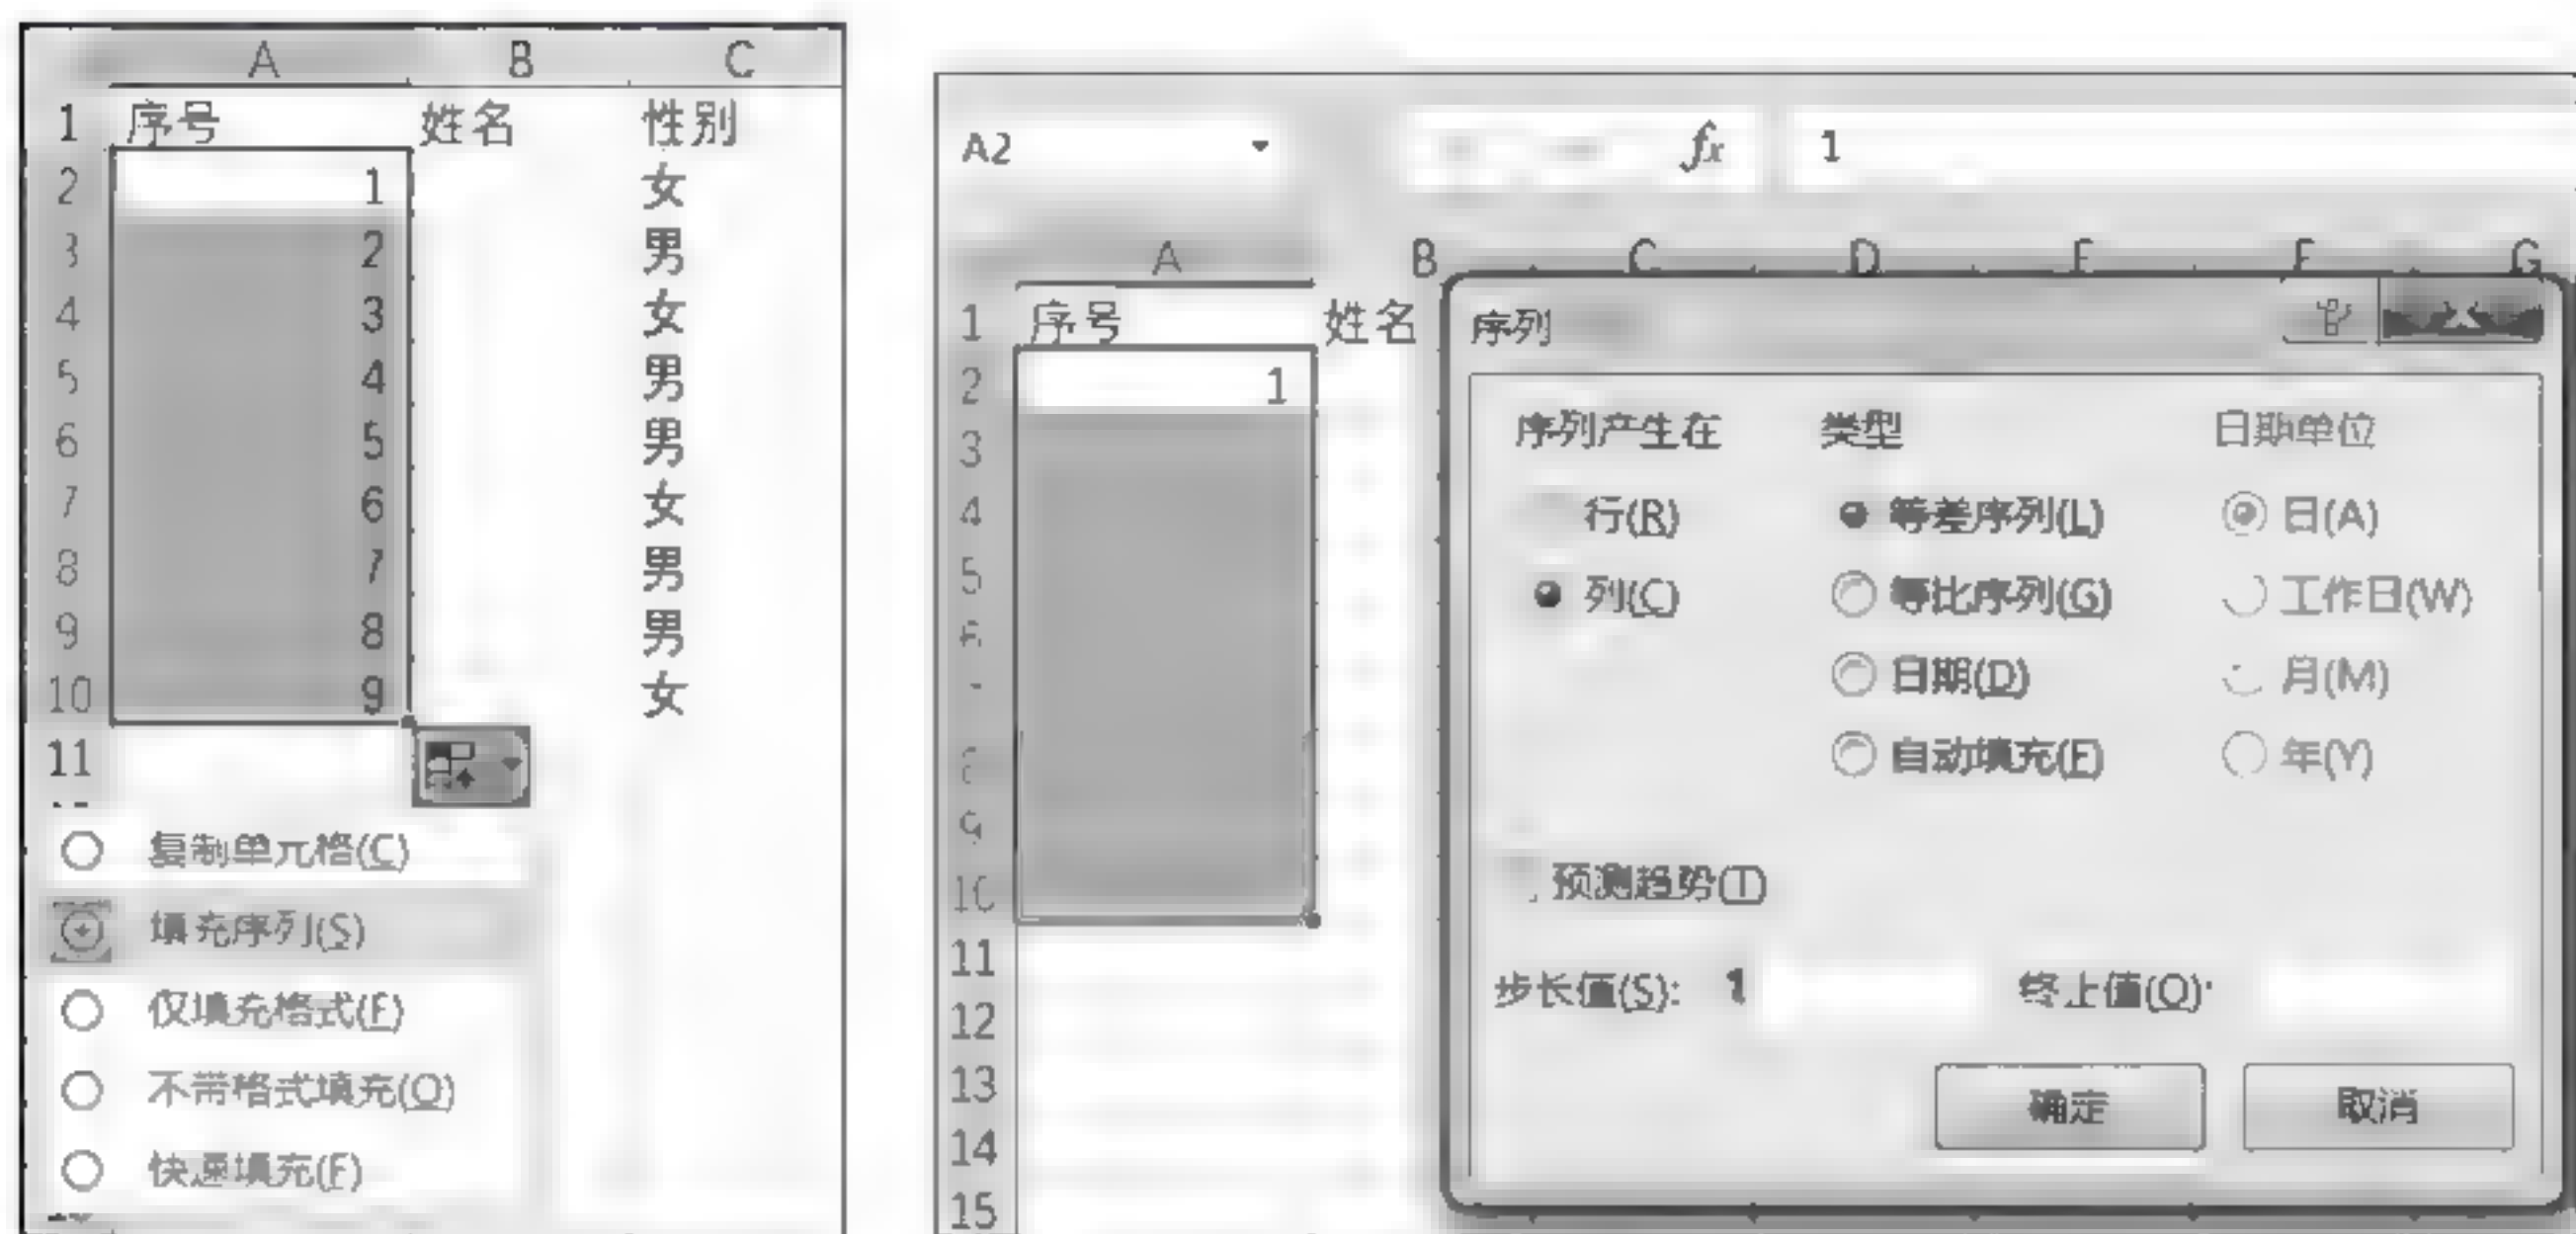 A B C
1 序号 姓名 性别
2 1 女
3 2 男
4 3 女
5 4 男
6 5 男
7 6 女
8 7 男
9 8 男
10 9 女
11
复制单元格(C)
填充序列(S)
仅填充格式(F)
不带格式填充(O)
快速填充(F)
A2 fx 1
A B C D E F G
1 序号 姓名
2 1
3
4
5
6
8
9
10
11
12
13
14
15
序列
序列产生在 类型 日期单位
行(R) 等差序列(L) 日(A)
列(C) 等比序列(G) 工作日(W)
日期(D) 月(M)
自动填充(F) 年(Y)
预测趋势(T)
步长值(S): 1 终止值(O):
确定 取消